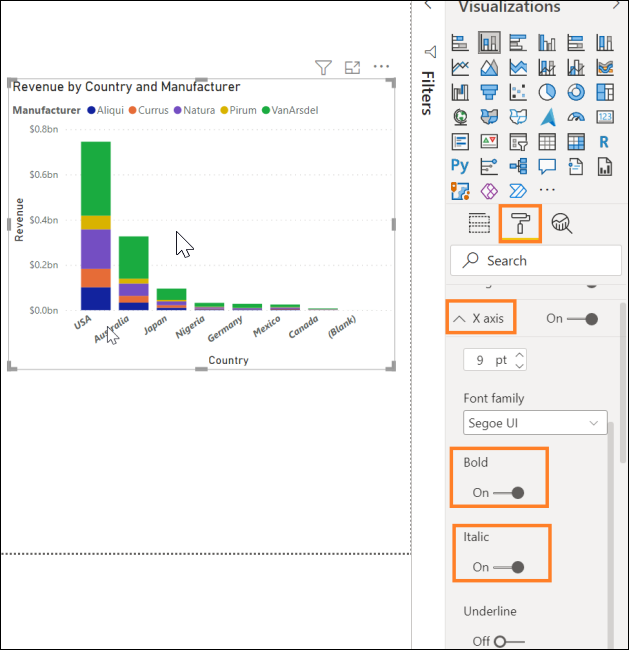 Visualizations
Filters
Revenue by Country and Manufacturer
Manufacturer Aliqui Currus Natura Pirum VanArsdel
$0.8bn
$0.6bn
$0.4bn
$0.2bn
$0.0bn
Revenue
USA
Australia
Japan
Nigeria
Germany
Mexico
Canada
(Blank)
Country
123
R
Py
Search
X axis On
9 pt
Font family
Segoe UI
Bold
On
Italic
On
Underline
Off